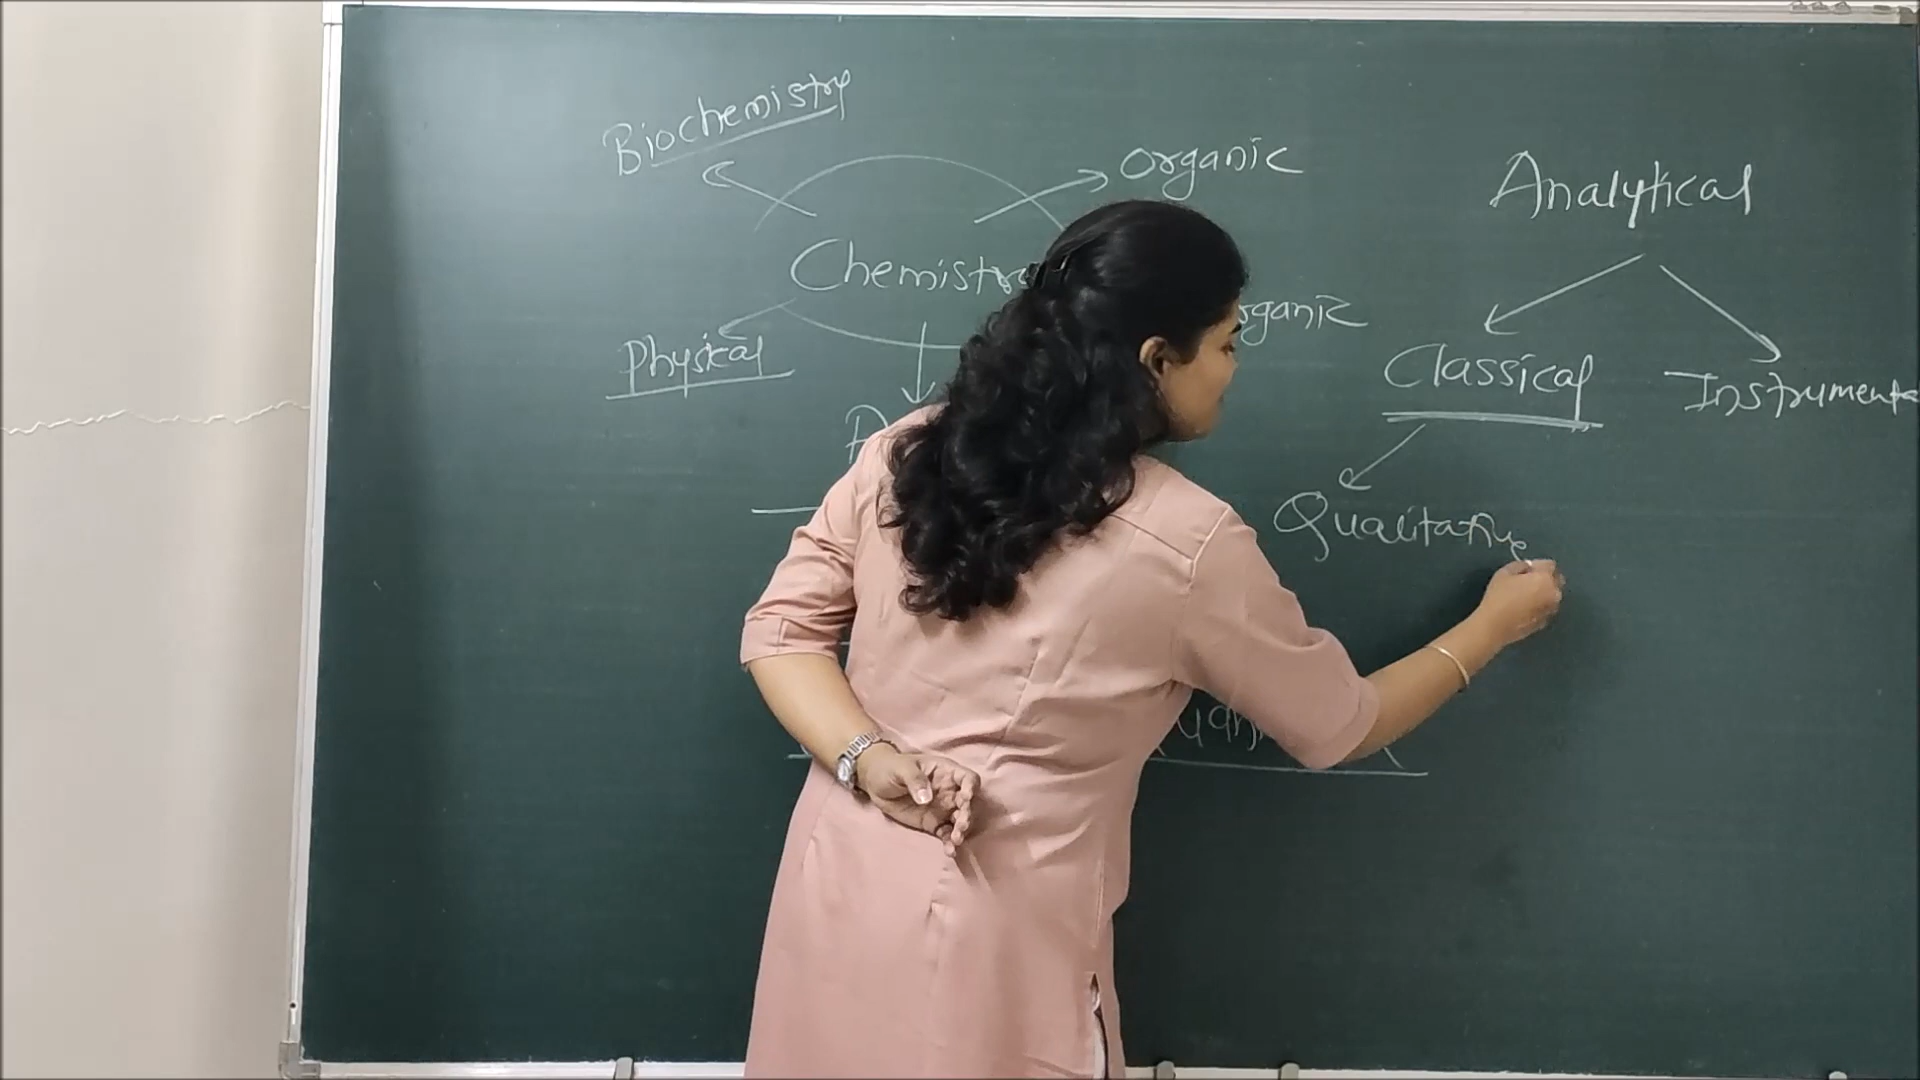 Biochemistry
Organic
Chemistry
Physical
Analytical
Classical
Instrumenta
Qualitative